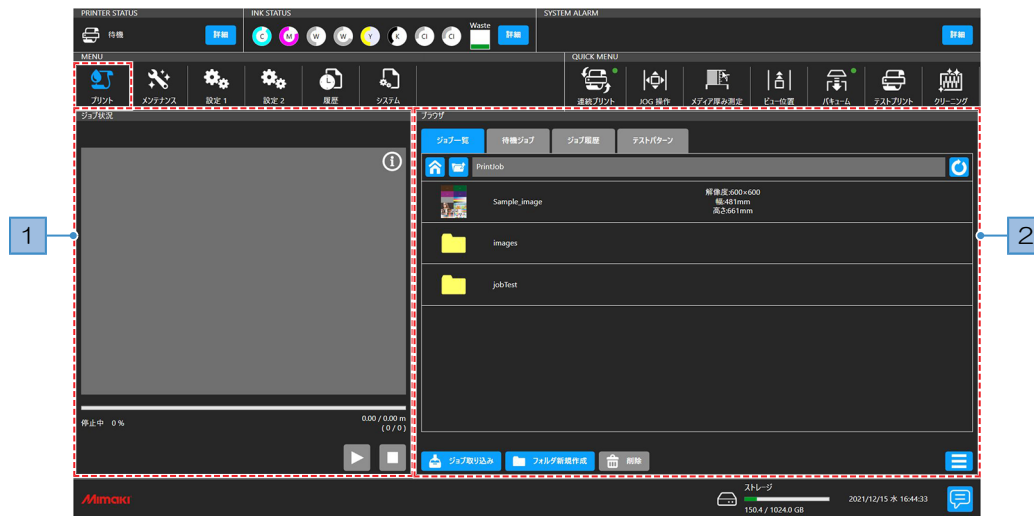 PRINTER STATUS
INK STATUS
SYSTEM ALARM
待機
詳細
C M W W Y K Cl Cl
Waste
詳細
詳細
MENU
QUICK MENU
プリント
メンテナンス
設定 1
設定 2
履歴
システム
連続プリント
JOG 操作
メディア厚み測定
ビュー位置
バキューム
テストプリント
クリーニング
ジョブ状況
ブラウザ
ジョブ一覧
待機ジョブ
ジョブ履歴
テストパターン
PrintJob
Sample_image
解像度:600×600
幅:481mm
高さ:661mm
images
jobTest
1
2
停止中 0 %
0.00 / 0.00 m
( 0 / 0 )
ジョブ取り込み
フォルダ新規作成
削除
Mimaki
ストレージ
150.4 / 1024.0 GB
2021/12/15 水 16:44:33